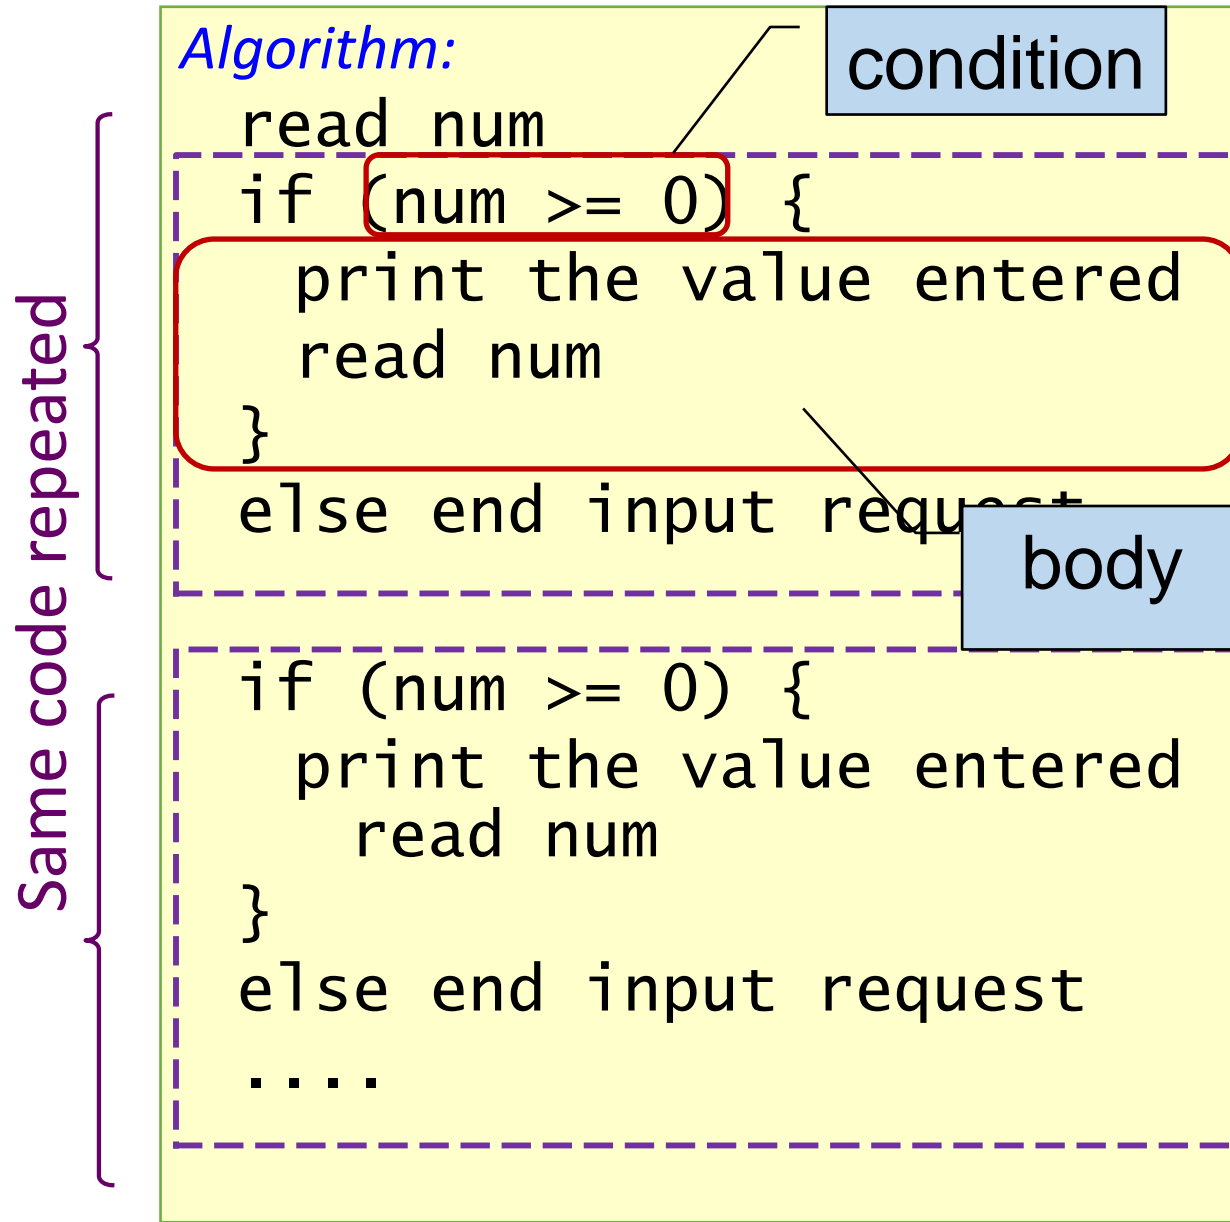 Algorithm:
condition
read num
if (num >= 0) {
print the value entered
read num
}
else end input request
body
if (num >= 0) {
print the value entered
read num
}
else end input request
....
Same code repeated